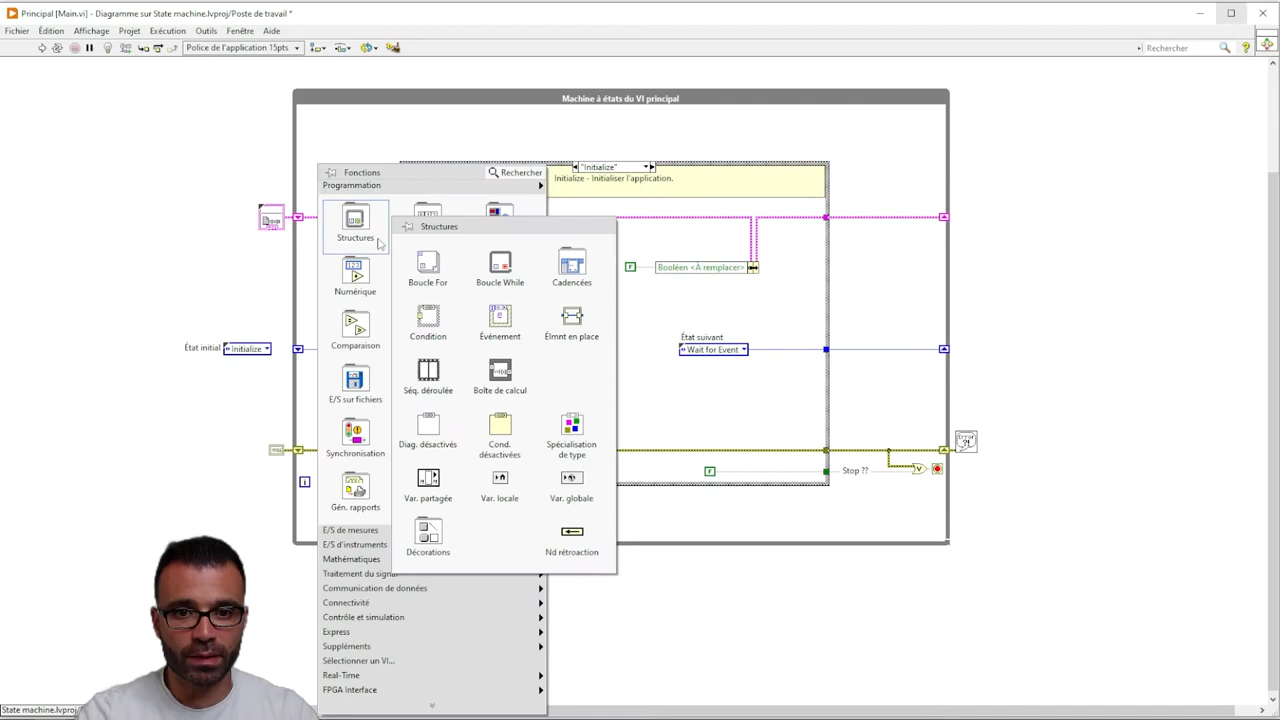 Principal [Main.vi] - Diagramme sur State machine.lvproj/Poste de travail *
Fichier Édition Affichage Projet Exécution Outils Fenêtre Aide
Police de l'application 15pts
Rechercher
Machine à états du VI principal
Fonctions
Rechercher
Programmation
"Initialize"
Initialize - Initialiser l'application.
Structures
Structures
Numérique
Comparaison
E/S sur fichiers
Synchronisation
Gén. rapports
Boucle For
Boucle While
Cadencées
Condition
Événement
Élmnt en place
Séq. déroulée
Boîte de calcul
Diag. désactivés
Cond.
désactivées
Spécialisation
de type
Var. partagée
Var. locale
Var. globale
Décorations
Nd rétroaction
Booléen <À remplacer>
F
État initial
Initialize
État suivant
Wait for Event
F
Stop ??
V
Error
?!
i
E/S de mesures
E/S d'instruments
Mathématiques
Traitement du signal
Communication de données
Connectivité
Contrôle et simulation
Express
Suppléments
Sélectionner un VI...
Real-Time
FPGA Interface
State machine.lvproj/